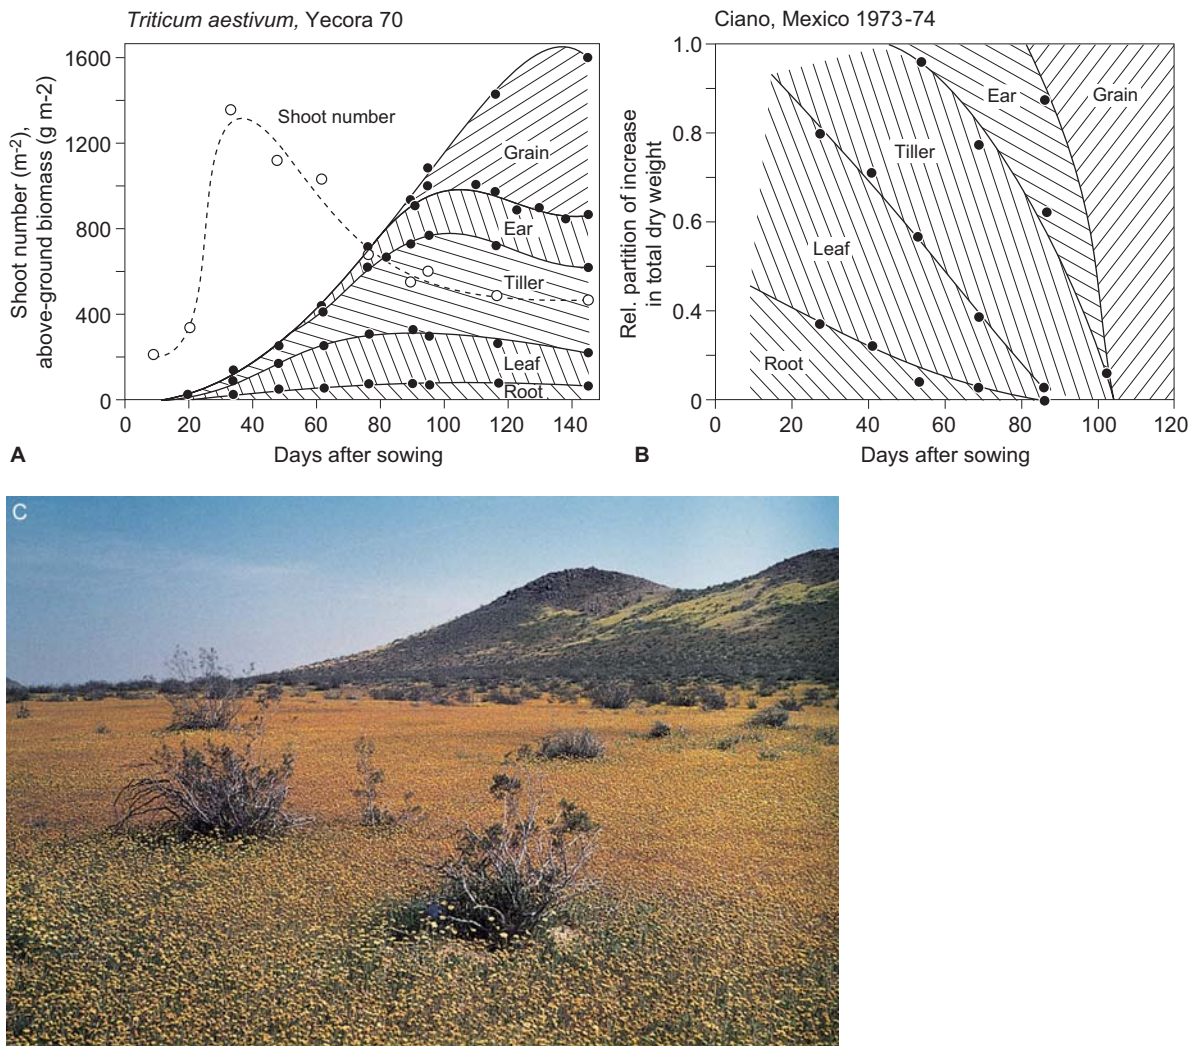 Triticum aestivum, Yecora 70
Shoot number (m-2),
above-ground biomass (g m-2)
1600
1200
800
400
0
Shoot number
Grain
Ear
Tiller
Leaf
Root
0 20 40 60 80 100 120 140
Days after sowing
A
Ciano, Mexico 1973-74
Rel. partition of increase
in total dry weight
1.0
0.8
0.6
0.4
0
Ear
Grain
Tiller
Leaf
Root
0 20 40 60 80 100 120
Days after sowing
B
C